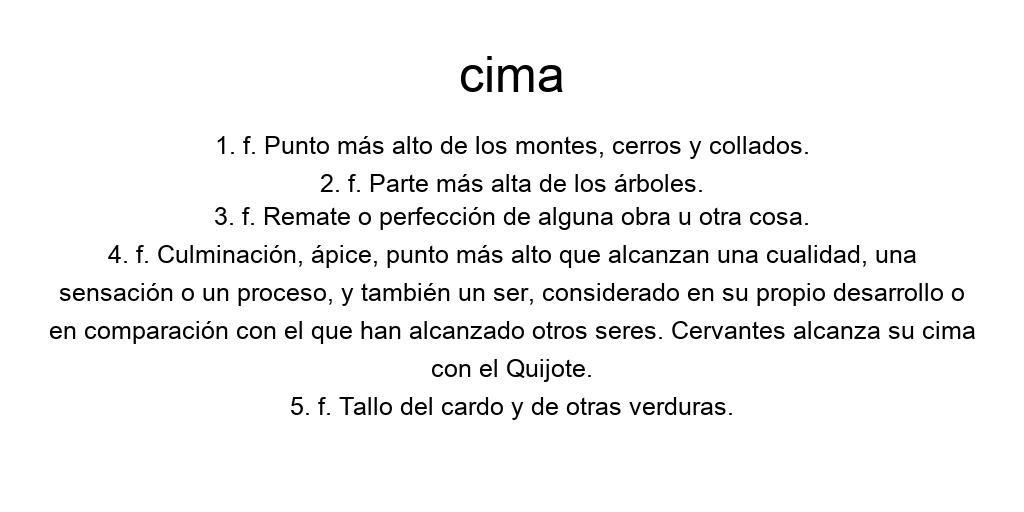 cima
1. f. Punto más alto de los montes, cerros y collados.
2. f. Parte más alta de los árboles.
3. f. Remate o perfección de alguna obra u otra cosa.
4. f. Culminación, ápice, punto más alto que alcanzan una cualidad, una
sensación o un proceso, y también un ser, considerado en su propio desarrollo o
en comparación con el que han alcanzado otros seres. Cervantes alcanza su cima
con el Quijote.
5. f. Tallo del cardo y de otras verduras.